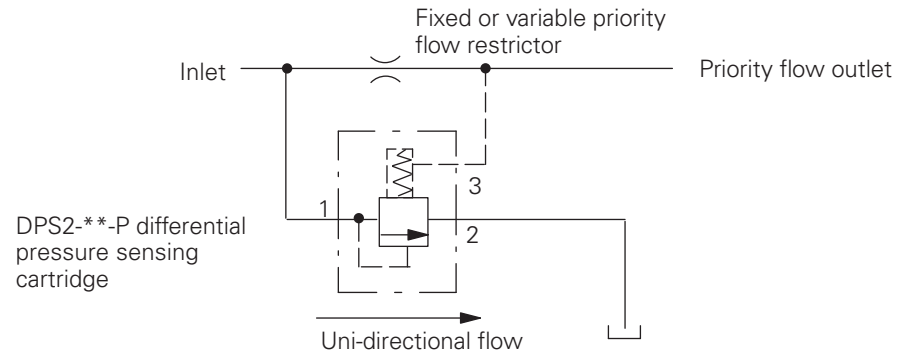 Fixed or variable priority
flow restrictor
Inlet
Priority flow outlet
3
1
2
DPS2-**-P differential
pressure sensing
cartridge
Uni-directional flow